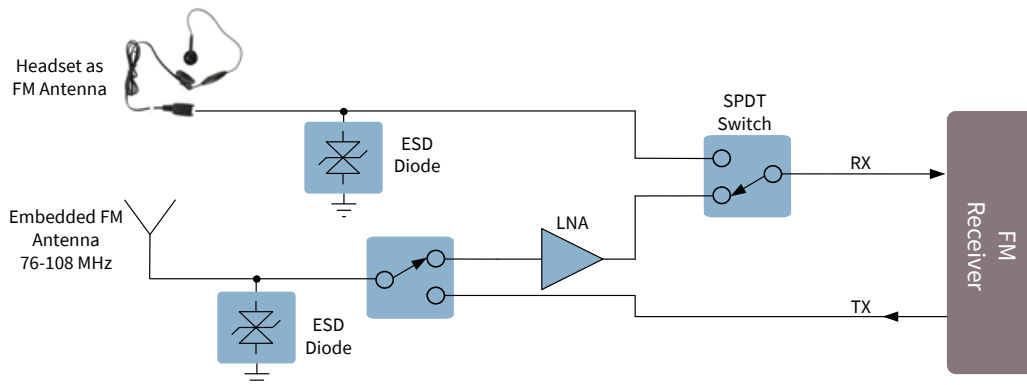 Headset as
FM Antenna
ESD
Diode
SPDT
Switch
RX
FM
Receiver
Embedded FM
Antenna
76-108 MHz
LNA
ESD
Diode
TX